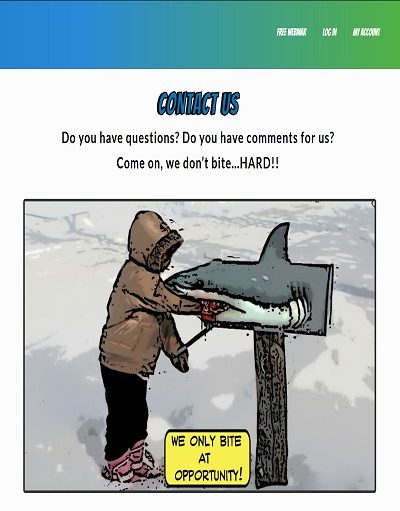 FREE WEBINAR LOG IN MY ACCOUNT
CONTACT US
Do you have questions? Do you have comments for us?
Come on, we don't bite...HARD!!
WE ONLY BITE
AT
OPPORTUNITY!